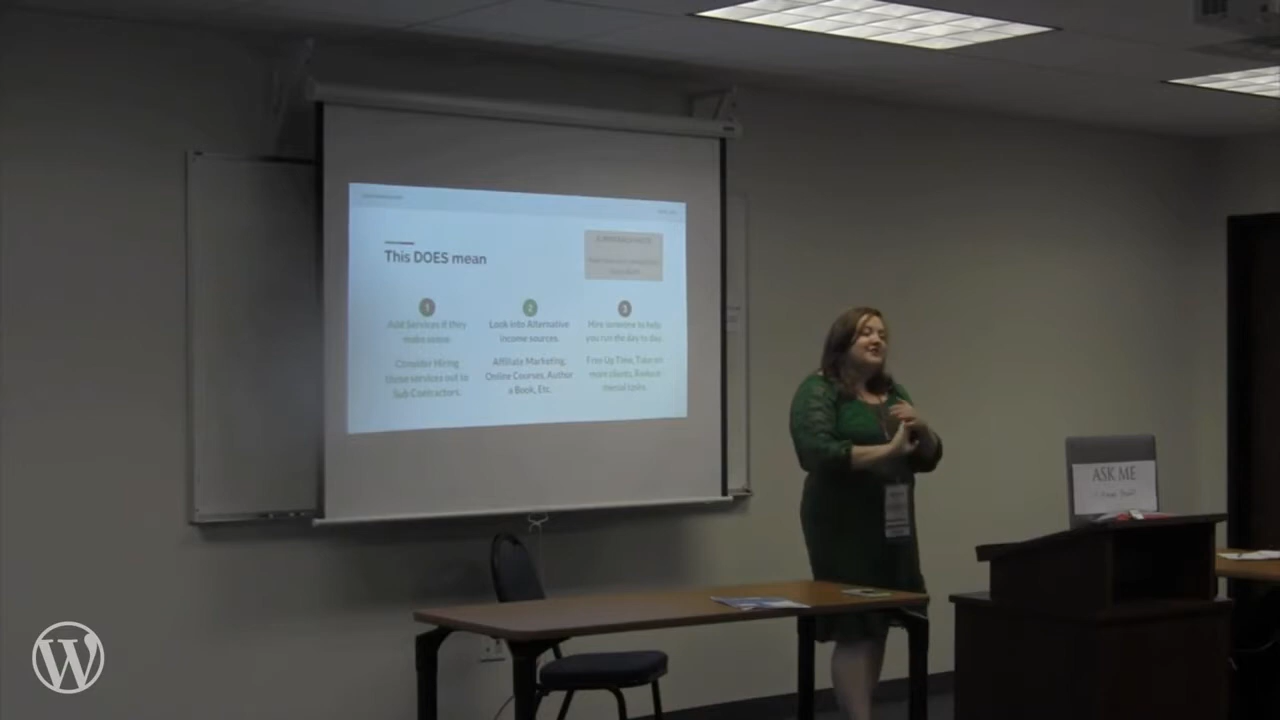 This DOES mean
1
Add Services if they
make sense.
Consider Hiring
those services out to
Sub Contractors.
2
Look into Alternative
income sources.
Affiliate Marketing,
Online Courses, Author
a Book, Etc.
3
Hire someone to help
you run the day to day.
Free Up Time, Take on
more clients, Reduce
menial tasks.
ASK ME
W